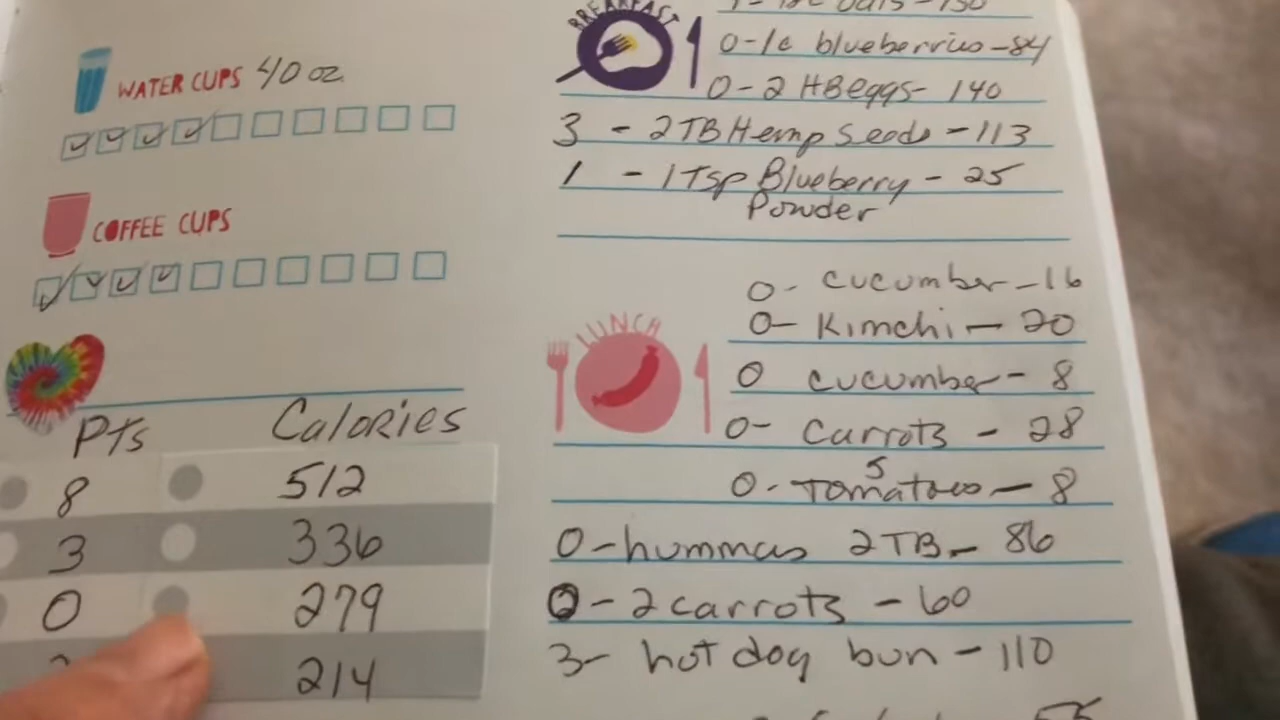 WATER CUPS 40 oz
COFFEE CUPS
Pts Calories
8 512
3 336
0 279
214
BREAKFAST
0-1c blueberries-84
0-2 HBeggs- 140
3 - 2TB Hemp Seeds - 113
1 - 1Tsp Blueberry - 25
Powder
LUNCH
0- cucumber-16
0- Kimchi- 20
0 cucumber- 8
0- Carrots - 28
5
0- Tomatoes- 8
0-hummus 2TB- 86
0-2 carrots - 60
3- hot dog bun - 110